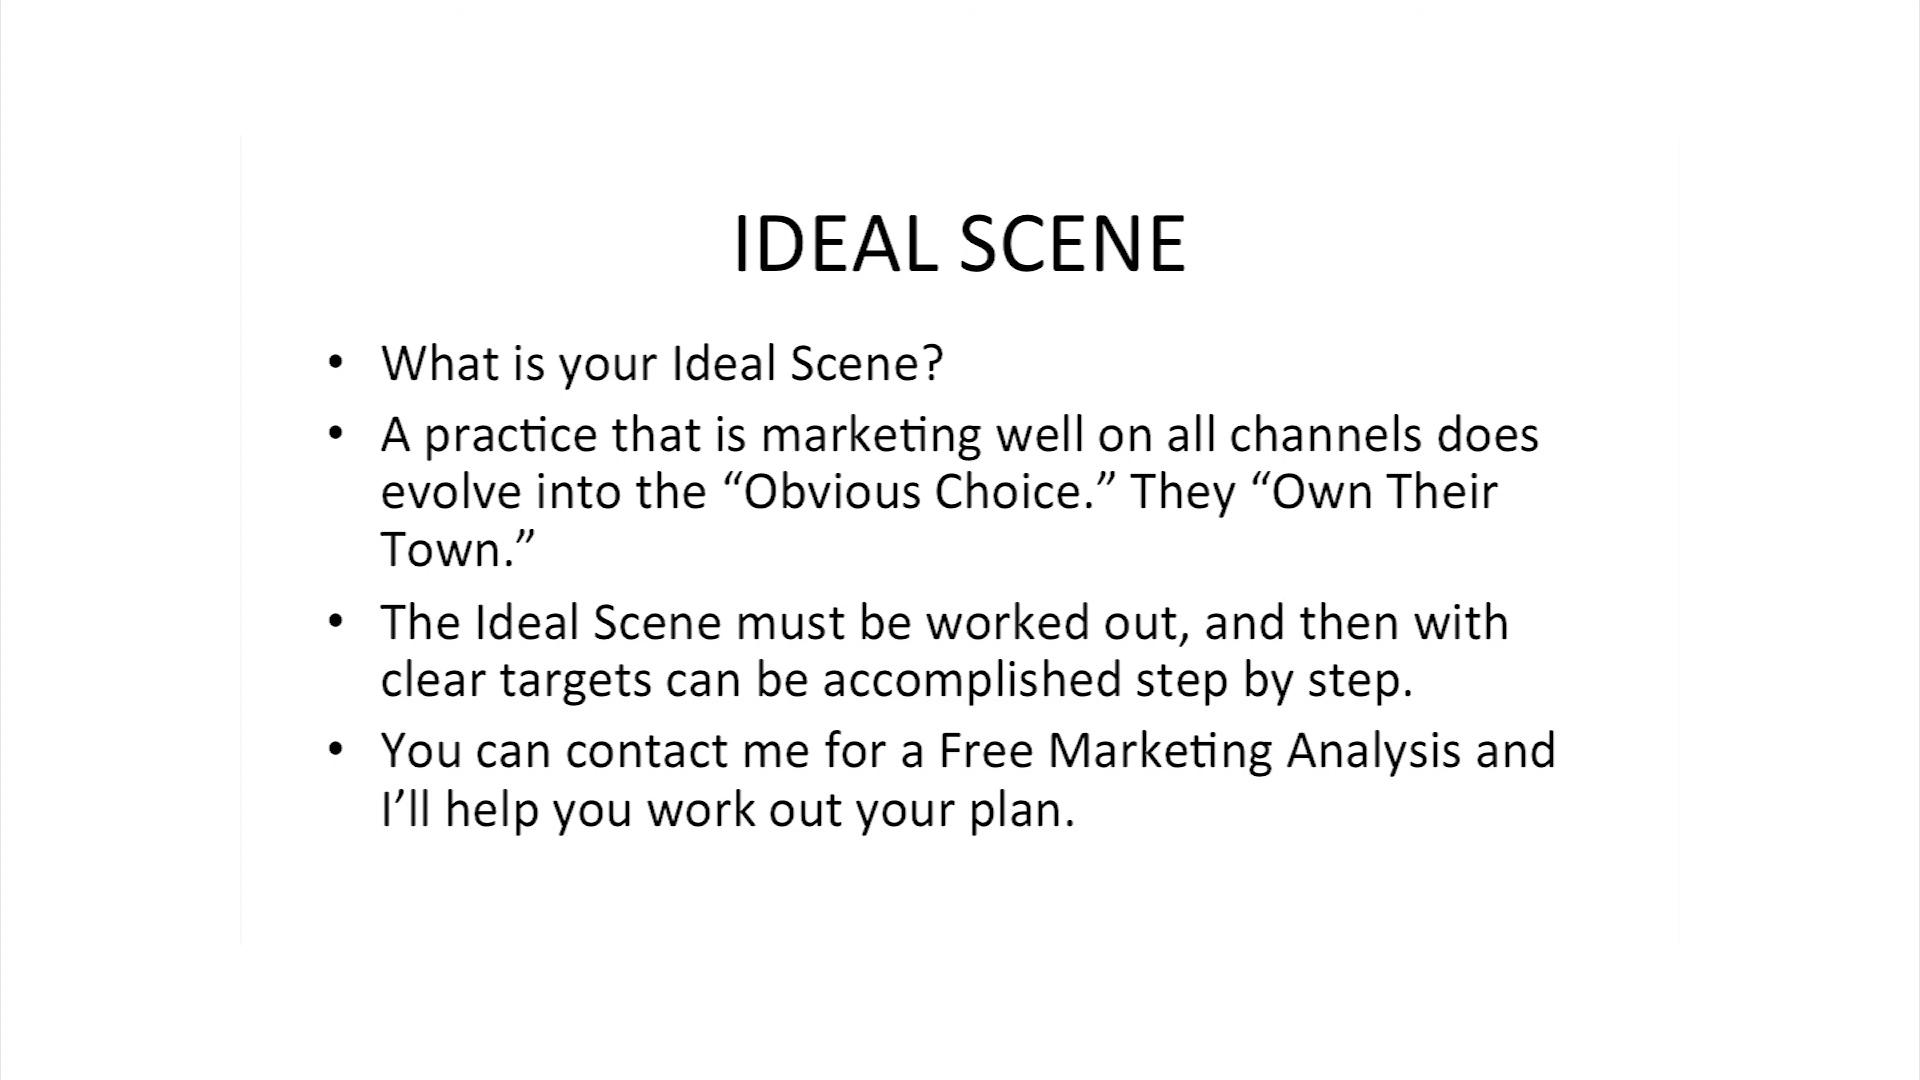 IDEAL SCENE
• What is your Ideal Scene?
• A practice that is marketing well on all channels does
evolve into the “Obvious Choice.” They “Own Their
Town.”
• The Ideal Scene must be worked out, and then with
clear targets can be accomplished step by step.
• You can contact me for a Free Marketing Analysis and
I’ll help you work out your plan.